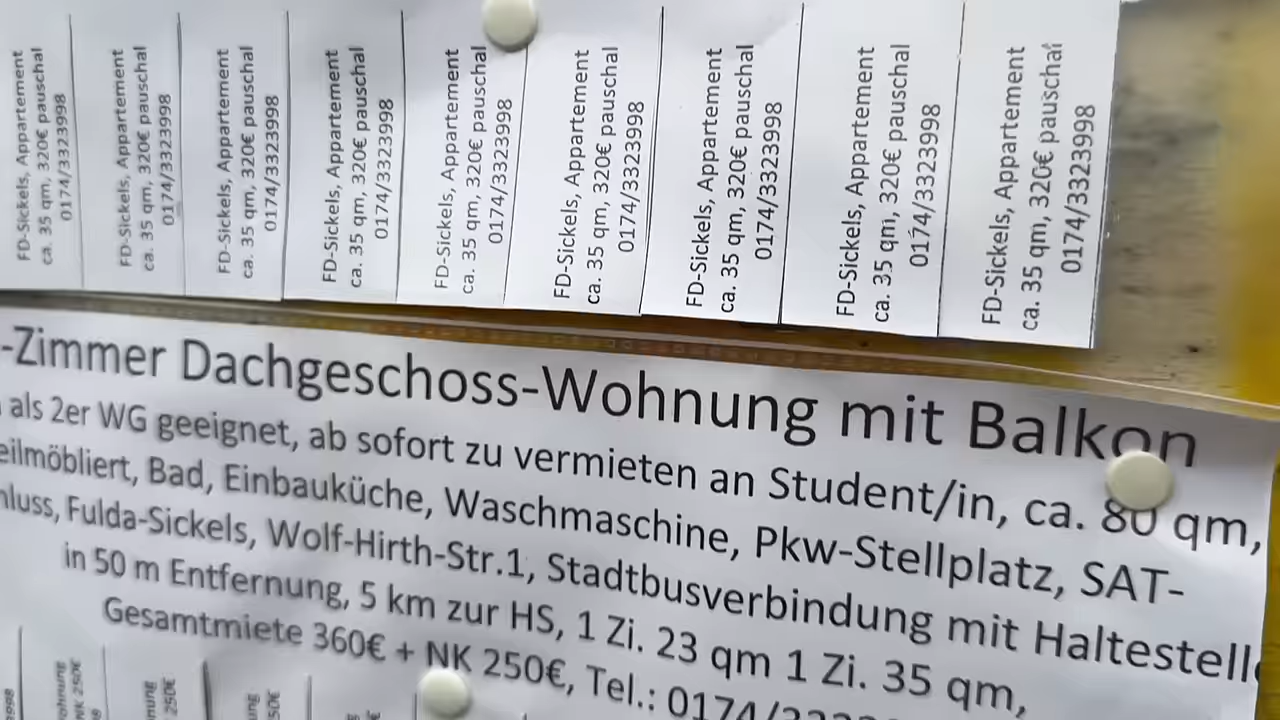 FD-Sickels, Appartement
ca. 35 qm, 320€ pauschal
0174/3323998
FD-Sickels, Appartement
ca. 35 qm, 320€ pauschal
0174/3323998
FD-Sickels, Appartement
ca. 35 qm, 320€ pauschal
0174/3323998
FD-Sickels, Appartement
ca. 35 qm, 320€ pauschal
0174/3323998
FD-Sickels, Appartement
ca. 35 qm, 320€ pauschal
0174/3323998
FD-Sickels, Appartement
ca. 35 qm, 320€ pauschal
0174/3323998
FD-Sickels, Appartement
ca. 35 qm, 320€ pauschal
0174/3323998
FD-Sickels, Appartement
ca. 35 qm, 320€ pauschal
0174/3323998
FD-Sickels, Appartement
ca. 35 qm, 320€ pauschal
0174/3323998
-Zimmer Dachgeschoss-Wohnung mit Balkon
als 2er WG geeignet, ab sofort zu vermieten an Student/in, ca. 80 qm,
eilmöbliert, Bad, Einbauküche, Waschmaschine, Pkw-Stellplatz, SAT-
luss, Fulda-Sickels, Wolf-Hirth-Str.1, Stadtbusverbindung mit Haltestell
in 50 m Entfernung, 5 km zur HS, 1 Zi. 23 qm 1 Zi. 35 qm,
Gesamtmiete 360€ + NK 250€, Tel.: 0174/